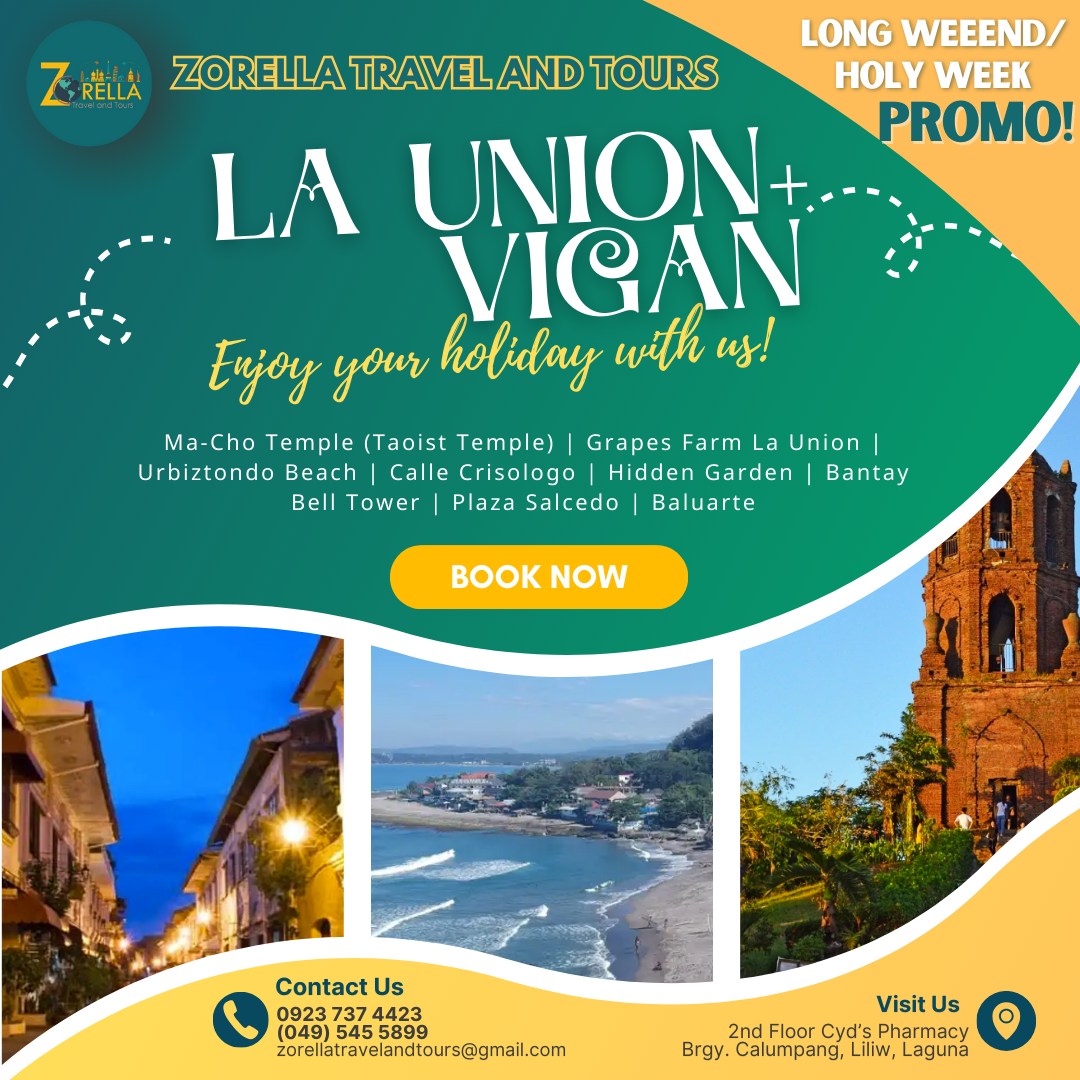 ZORELLA
Travel and Tours
ZORELLA TRAVEL AND TOURS
LONG WEEEND/
HOLY WEEK
PROMO!
LA UNION+
VIGAN
Enjoy your holiday with us!
Ma-Cho Temple (Taoist Temple) | Grapes Farm La Union |
Urbiztondo Beach | Calle Crisologo | Hidden Garden | Bantay
Bell Tower | Plaza Salcedo | Baluarte
BOOK NOW
Contact Us
0923 737 4423
(049) 545 5899
zorellatravelandtours@gmail.com
Visit Us
2nd Floor Cyd’s Pharmacy
Brgy. Calumpang, Liliw, Laguna